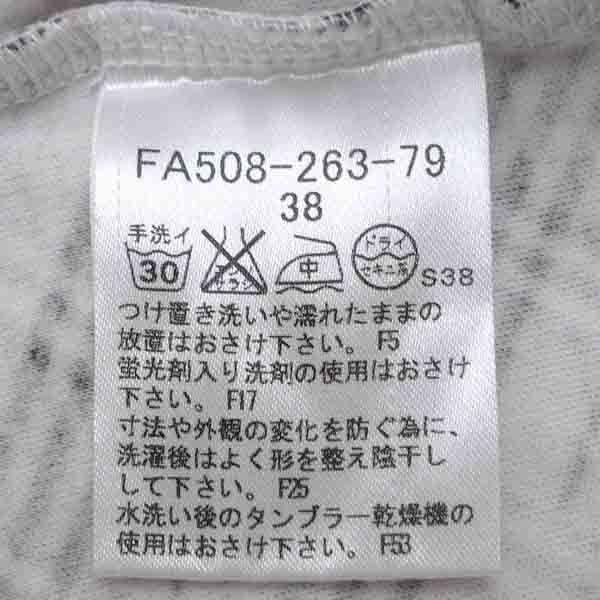 FA508-263-79
38
手洗イ 30 エンソサラシ 中 ドライ セキユ系 S38
つけ置き洗いや濡れたままの
放置はおさけ下さい。F5
蛍光剤入り洗剤の使用はおさけ
下さい。F17
寸法や外観の変化を防ぐ為に、
洗濯後はよく形を整え陰干し
して下さい。F25
水洗い後のタンブラー乾燥機の
使用はおさけ下さい。F53